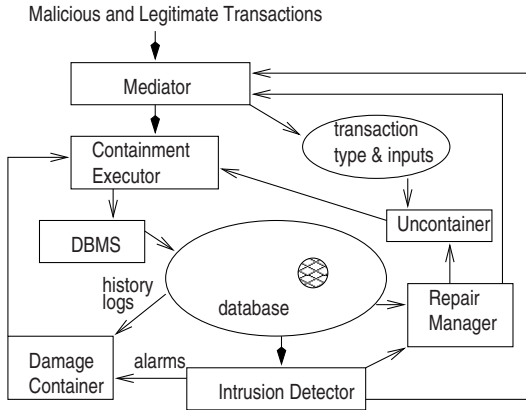 Malicious and Legitimate Transactions
Mediator
transaction
type & inputs
Containment
Executor
Uncontainer
DBMS
history
logs
database
Repair
Manager
Damage
Container
alarms
Intrusion Detector